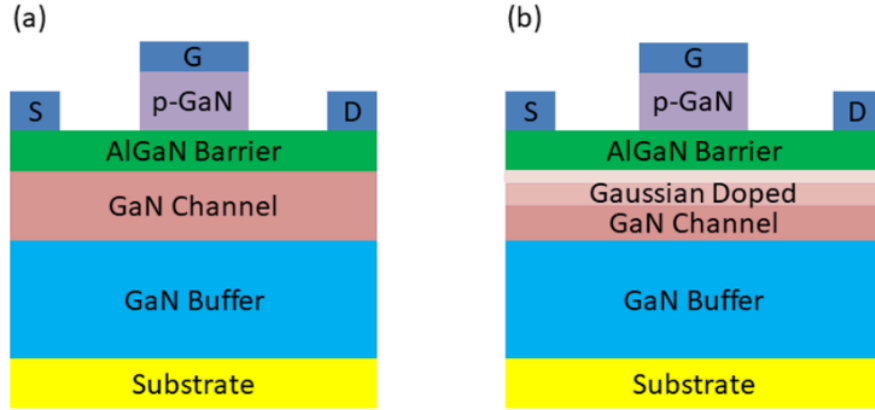 (a)
G
p-GaN
S
D
AlGaN Barrier
GaN Channel
GaN Buffer
Substrate
(b)
G
p-GaN
S
D
AlGaN Barrier
Gaussian Doped
GaN Channel
GaN Buffer
Substrate